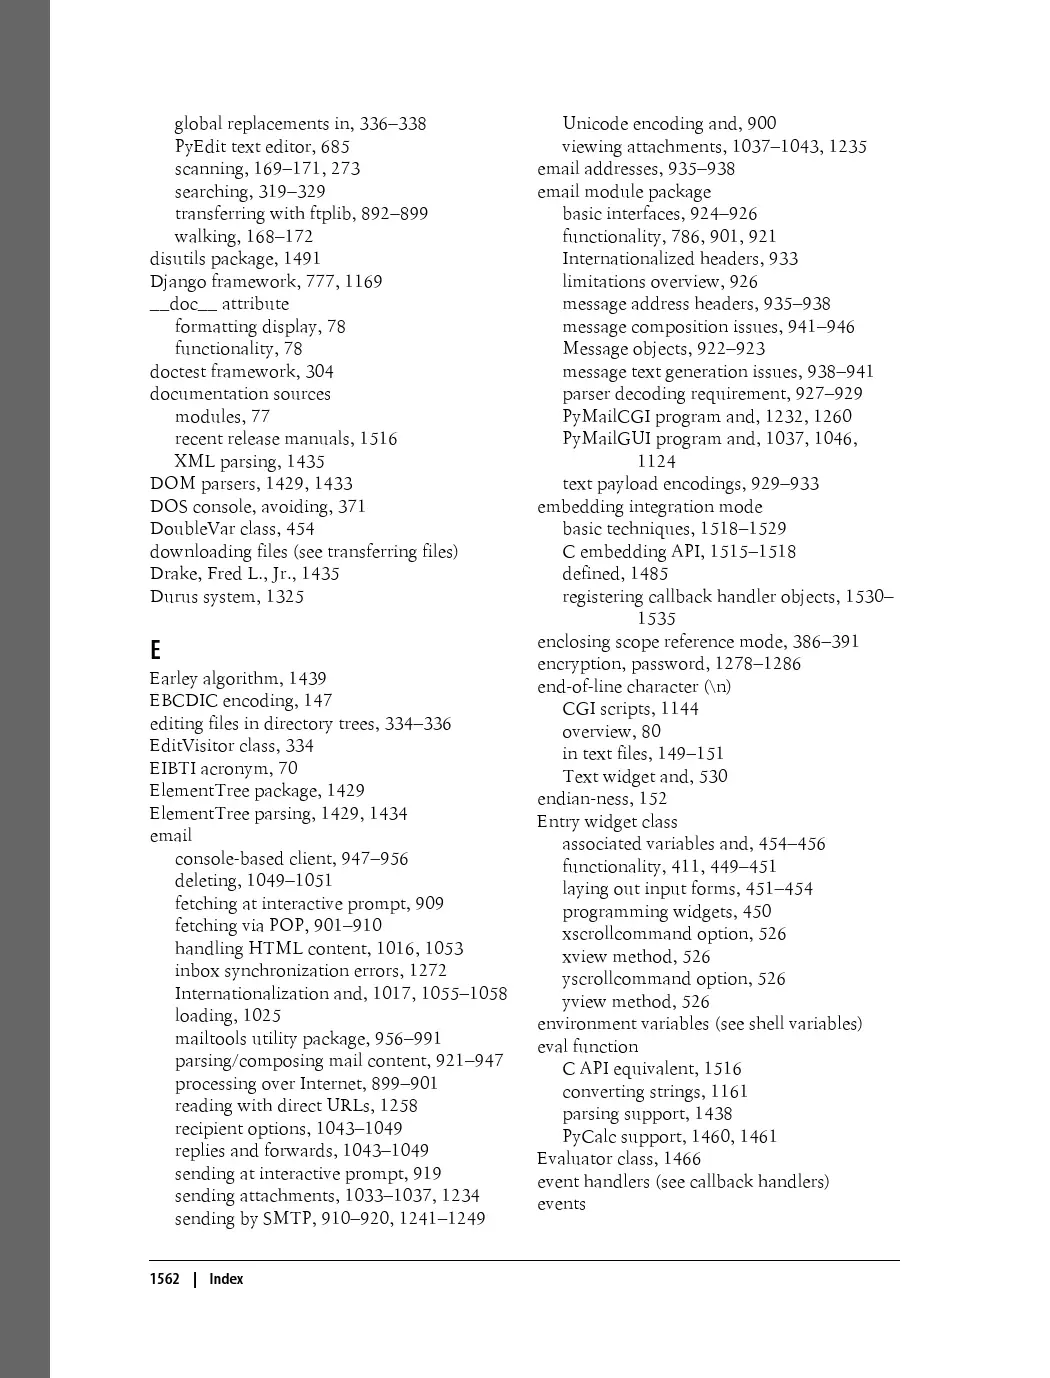 global replacements in, 336–338
PyEdit text editor, 685
scanning, 169–171, 273
searching, 319–329
transferring with ftplib, 892–899
walking, 168–172
disutils package, 1491
Django framework, 777, 1169
__doc__ attribute
formatting display, 78
functionality, 78
doctest framework, 304
documentation sources
modules, 77
recent release manuals, 1516
XML parsing, 1435
DOM parsers, 1429, 1433
DOS console, avoiding, 371
DoubleVar class, 454
downloading files (see transferring files)
Drake, Fred L., Jr., 1435
Durus system, 1325
E
Earley algorithm, 1439
EBCDIC encoding, 147
editing files in directory trees, 334–336
EditVisitor class, 334
EIBTI acronym, 70
ElementTree package, 1429
ElementTree parsing, 1429, 1434
email
console-based client, 947–956
deleting, 1049–1051
fetching at interactive prompt, 909
fetching via POP, 901–910
handling HTML content, 1016, 1053
inbox synchronization errors, 1272
Internationalization and, 1017, 1055–1058
loading, 1025
mailtools utility package, 956–991
parsing/composing mail content, 921–947
processing over Internet, 899–901
reading with direct URLs, 1258
recipient options, 1043–1049
replies and forwards, 1043–1049
sending at interactive prompt, 919
sending attachments, 1033–1037, 1234
sending by SMTP, 910–920, 1241–1249
Unicode encoding and, 900
viewing attachments, 1037–1043, 1235
email addresses, 935–938
email module package
basic interfaces, 924–926
functionality, 786, 901, 921
Internationalized headers, 933
limitations overview, 926
message address headers, 935–938
message composition issues, 941–946
Message objects, 922–923
message text generation issues, 938–941
parser decoding requirement, 927–929
PyMailCGI program and, 1232, 1260
PyMailGUI program and, 1037, 1046,
1124
text payload encodings, 929–933
embedding integration mode
basic techniques, 1518–1529
C embedding API, 1515–1518
defined, 1485
registering callback handler objects, 1530–
1535
enclosing scope reference mode, 386–391
encryption, password, 1278–1286
end-of-line character (\n)
CGI scripts, 1144
overview, 80
in text files, 149–151
Text widget and, 530
endian-ness, 152
Entry widget class
associated variables and, 454–456
functionality, 411, 449–451
laying out input forms, 451–454
programming widgets, 450
xscrollcommand option, 526
xview method, 526
yscrollcommand option, 526
yview method, 526
environment variables (see shell variables)
eval function
C API equivalent, 1516
converting strings, 1161
parsing support, 1438
PyCalc support, 1460, 1461
Evaluator class, 1466
event handlers (see callback handlers)
events
1562 | Index